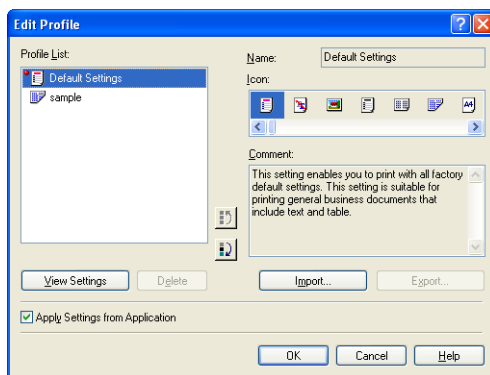 Edit Profile
Profile List:
Default Settings
sample
Name:
Default Settings
Icon:
A4
Comment:
This setting enables you to print with all factory
default settings. This setting is suitable for
printing general business documents that
include text and table.
View Settings
Delete
Import...
Export...
Apply Settings from Application
OK
Cancel
Help